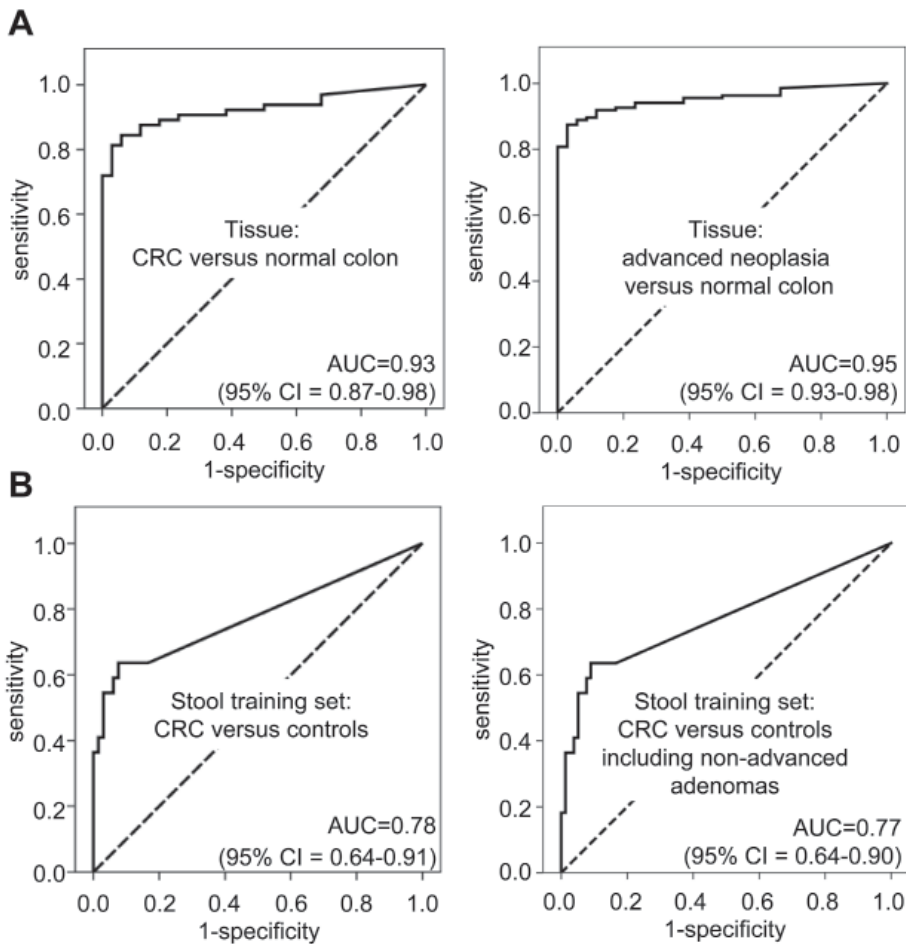 A
1.0
0.8
0.6
0.4
0.2
0.0
sensitivity
Tissue:
CRC versus normal colon
AUC=0.93
(95% CI = 0.87-0.98)
0.0 0.2 0.4 0.6 0.8 1.0
1-specificity
1.0
0.8
0.6
0.4
0.2
0.0
sensitivity
Tissue:
advanced neoplasia
versus normal colon
AUC=0.95
(95% CI = 0.93-0.98)
0.0 0.2 0.4 0.6 0.8 1.0
1-specificity
B
1.0
0.8
0.6
0.4
0.2
0.0
sensitivity
Stool training set:
CRC versus controls
AUC=0.78
(95% CI = 0.64-0.91)
0.0 0.2 0.4 0.6 0.8 1.0
1-specificity
1.0
0.8
0.6
0.4
0.2
0.0
sensitivity
Stool training set:
CRC versus controls
including non-advanced
adenomas
AUC=0.77
(95% CI = 0.64-0.90)
0.0 0.2 0.4 0.6 0.8 1.0
1-specificity